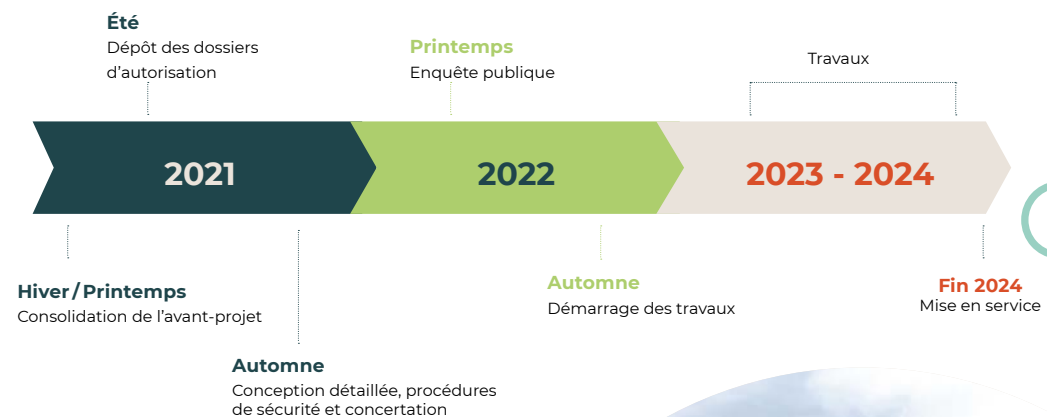 Été
Dépôt des dossiers
d’autorisation
Printemps
Enquête publique
Travaux
2021
2022
2023 - 2024
Hiver / Printemps
Consolidation de l’avant-projet
Automne
Conception détaillée, procédures
de sécurité et concertation
Automne
Démarrage des travaux
Fin 2024
Mise en service